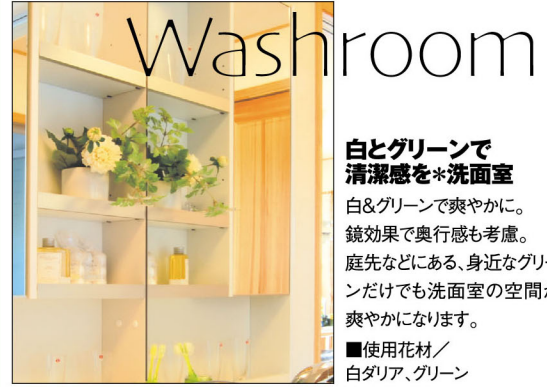 Washroom
白とグリーンで
清潔感を*洗面室
白&グリーンで爽やかに。
鏡効果で奥行感も考慮。
庭先などにある、身近なグリー
ンだけでも洗面室の空間が
爽やかになります。
■使用花材／
白ダリア、グリーン